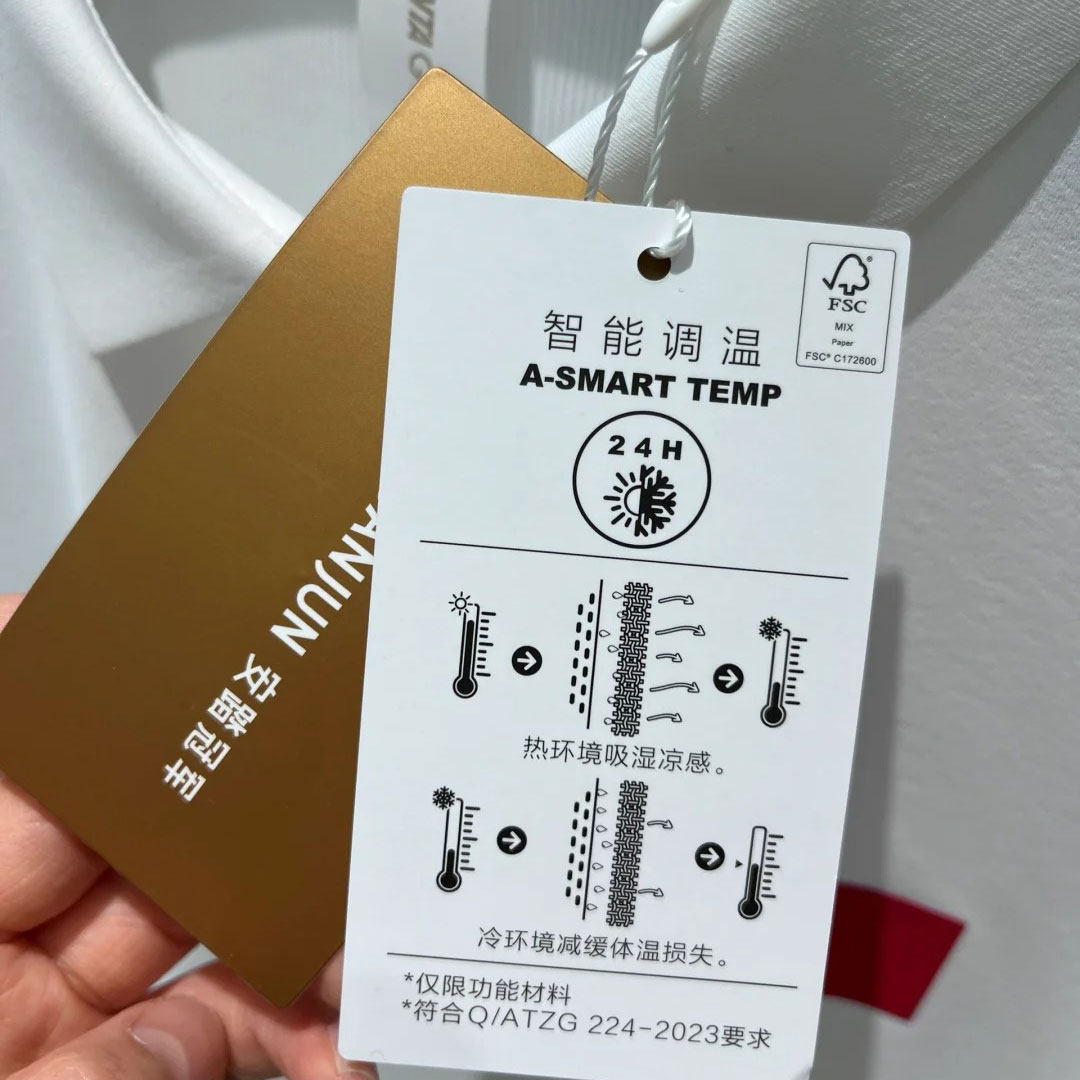 FSC
MIX
Paper
FSC® C172600
智能调温
A-SMART TEMP
24H
热环境吸湿凉感。
冷环境减缓体温损失。
*仅限功能材料
*符合Q/ATZG 224-2023要求
ANJUN 安踏冠军